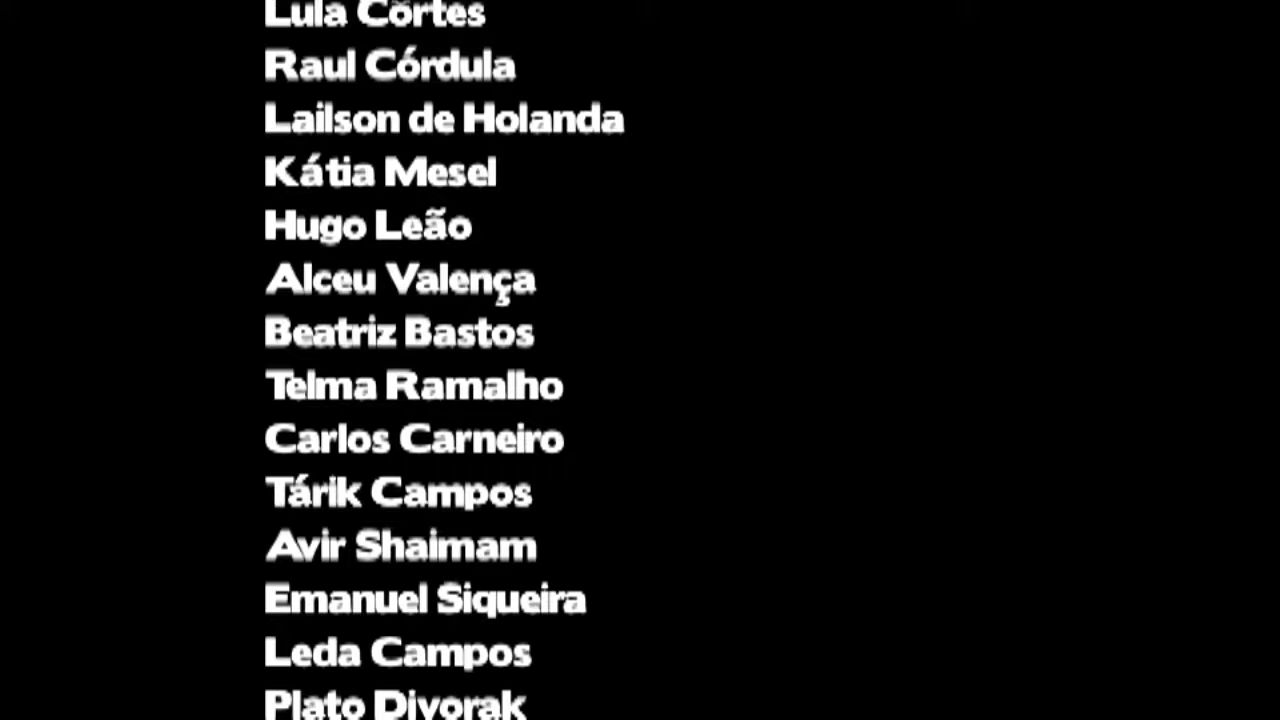 Lula Côrtes
Raul Córdula
Lailson de Holanda
Kátia Mesel
Hugo Leão
Alceu Valença
Beatriz Bastos
Telma Ramalho
Carlos Carneiro
Tárik Campos
Avir Shaimam
Emanuel Siqueira
Leda Campos
Plato Divorak